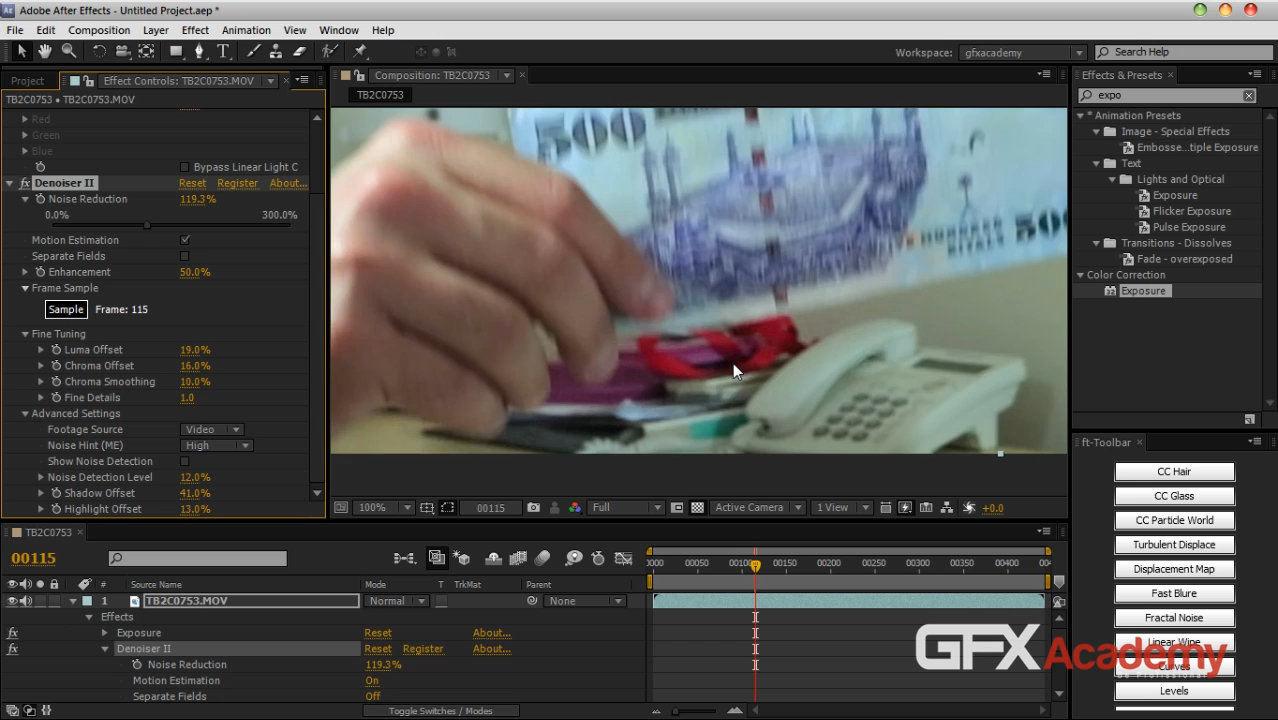 Adobe After Effects - Untitled Project.aep *
File Edit Composition Layer Effect Animation View Window Help
Workspace: gfxacademy Search Help
Project Effect Controls: TB2C0753.MOV
TB2C0753 • TB2C0753.MOV
Red
Green
Blue
Bypass Linear Light C
fx Denoiser II Reset Register About...
Noise Reduction 119.3%
0.0% 300.0%
Motion Estimation
Separate Fields
Enhancement 50.0%
Frame Sample
Sample Frame: 115
Fine Tuning
Luma Offset 19.0%
Chroma Offset 16.0%
Chroma Smoothing 10.0%
Fine Details 1.0
Advanced Settings
Footage Source Video
Noise Hint (ME) High
Show Noise Detection
Noise Detection Level 12.0%
Shadow Offset 41.0%
Highlight Offset 13.0%
Composition: TB2C0753
TB2C0753
500
100% 00115 Full Active Camera 1 View +0.0
Effects & Presets
expo
* Animation Presets
Image - Special Effects
Embosse...tiple Exposure
Text
Lights and Optical
Exposure
Flicker Exposure
Pulse Exposure
Transitions - Dissolves
Fade - overexposed
Color Correction
32 Exposure
ft-Toolbar
CC Hair
CC Glass
CC Particle World
Turbulent Displace
Displacement Map
Fast Blure
Fractal Noise
Linear Wipe
Curves
Levels
TB2C0753
00115
# Source Name Mode T TrkMat Parent
1 TB2C0753.MOV Normal None
Effects
fx Exposure Reset About...
fx Denoiser II Reset Register About...
Noise Reduction 119.3%
Motion Estimation On
Separate Fields Off
Toggle Switches / Modes
00050 00150 00200 00250 00300 00350 00400
GFXAcademy